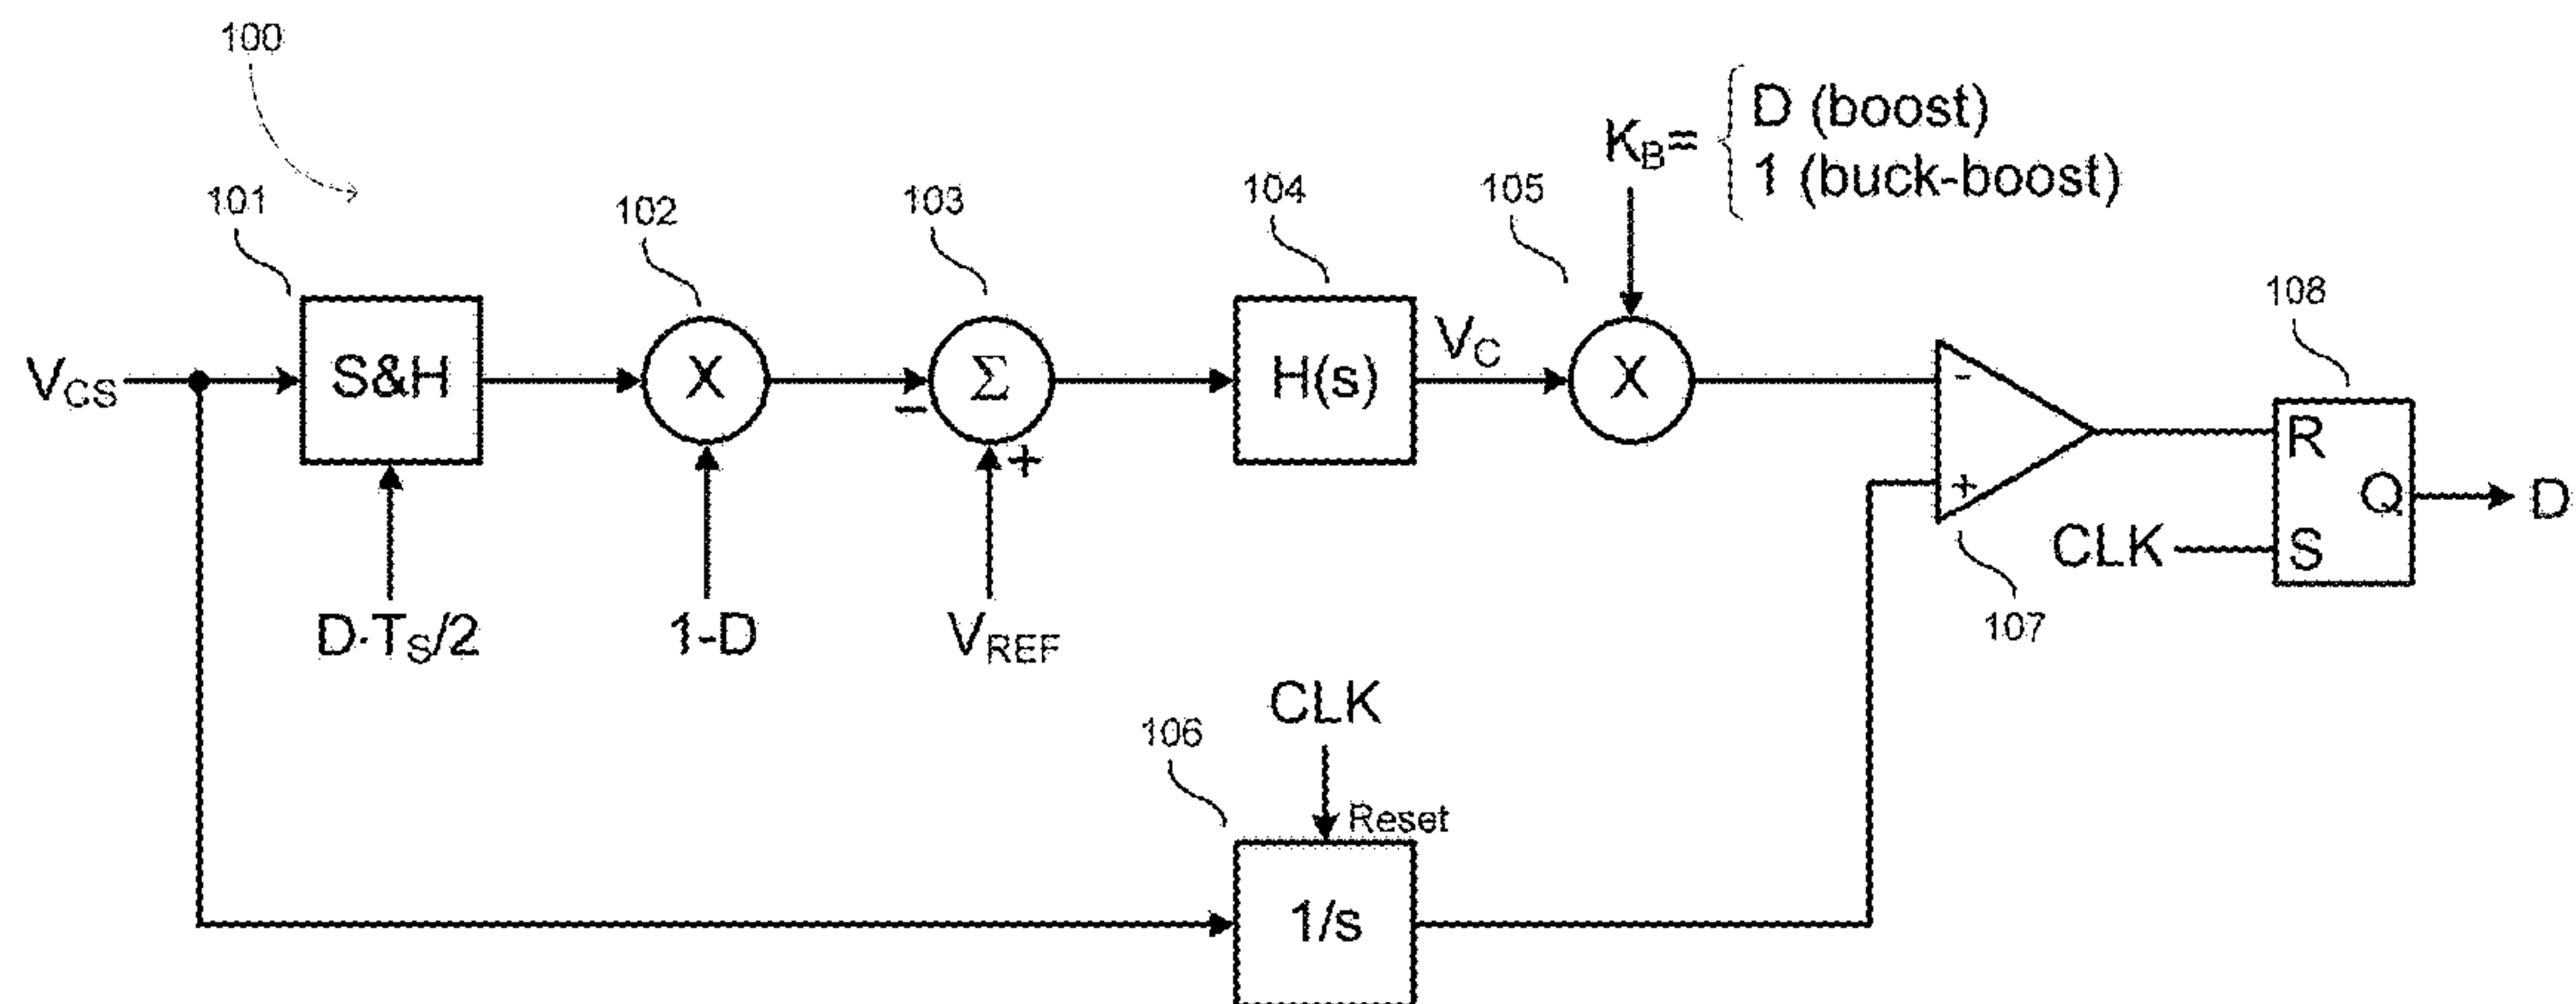 100
K_B= { D (boost)
1 (buck-boost)
101
102
103
104
105
V_CS
S&H
X
−
Σ
+
H(s)
V_C
X
-
+
107
108
R
S
Q
D
CLK
D·T_S/2
1-D
V_REF
CLK
106
Reset
1/s